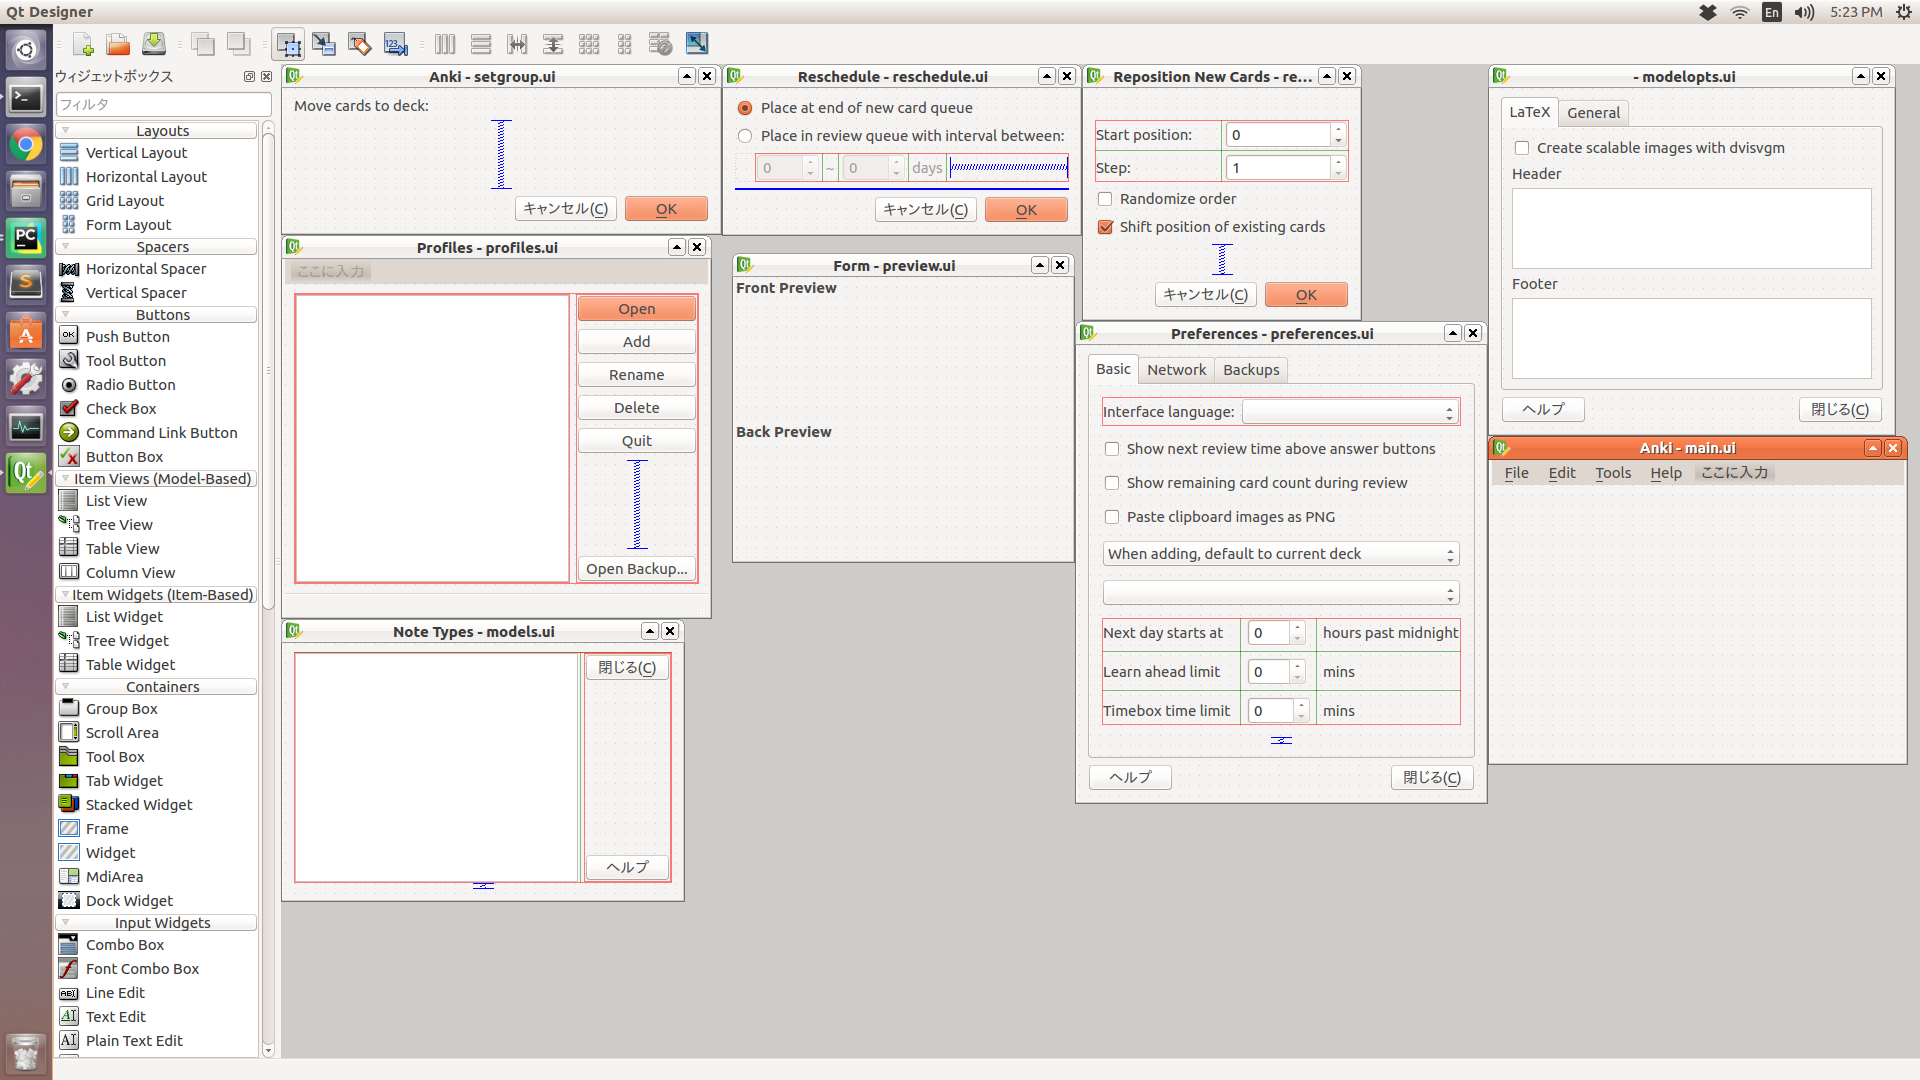 Qt Designer
En
5:23 PM
ウィジェットボックス
フィルタ
Layouts
Vertical Layout
Horizontal Layout
Grid Layout
Form Layout
Spacers
Horizontal Spacer
Vertical Spacer
Buttons
Push Button
Tool Button
Radio Button
Check Box
Command Link Button
Button Box
Item Views (Model-Based)
List View
Tree View
Table View
Column View
Item Widgets (Item-Based)
List Widget
Tree Widget
Table Widget
Containers
Group Box
Scroll Area
Tool Box
Tab Widget
Stacked Widget
Frame
Widget
MdiArea
Dock Widget
Input Widgets
Combo Box
Font Combo Box
Line Edit
Text Edit
Plain Text Edit
Anki - setgroup.ui
Move cards to deck:
キャンセル(C)
OK
Reschedule - reschedule.ui
Place at end of new card queue
Place in review queue with interval between:
0 ~ 0 days
キャンセル(C)
OK
Reposition New Cards - re...
Start position: 0
Step: 1
Randomize order
Shift position of existing cards
キャンセル(C)
OK
- modelopts.ui
LaTeX
General
Create scalable images with dvisvgm
Header
Footer
ヘルプ
閉じる(C)
Profiles - profiles.ui
ここに入力
Open
Add
Rename
Delete
Quit
Open Backup...
Form - preview.ui
Front Preview
Back Preview
Preferences - preferences.ui
Basic
Network
Backups
Interface language:
Show next review time above answer buttons
Show remaining card count during review
Paste clipboard images as PNG
When adding, default to current deck
Next day starts at 0 hours past midnight
Learn ahead limit 0 mins
Timebox time limit 0 mins
ヘルプ
閉じる(C)
Anki - main.ui
File
Edit
Tools
Help
ここに入力
Note Types - models.ui
閉じる(C)
ヘルプ